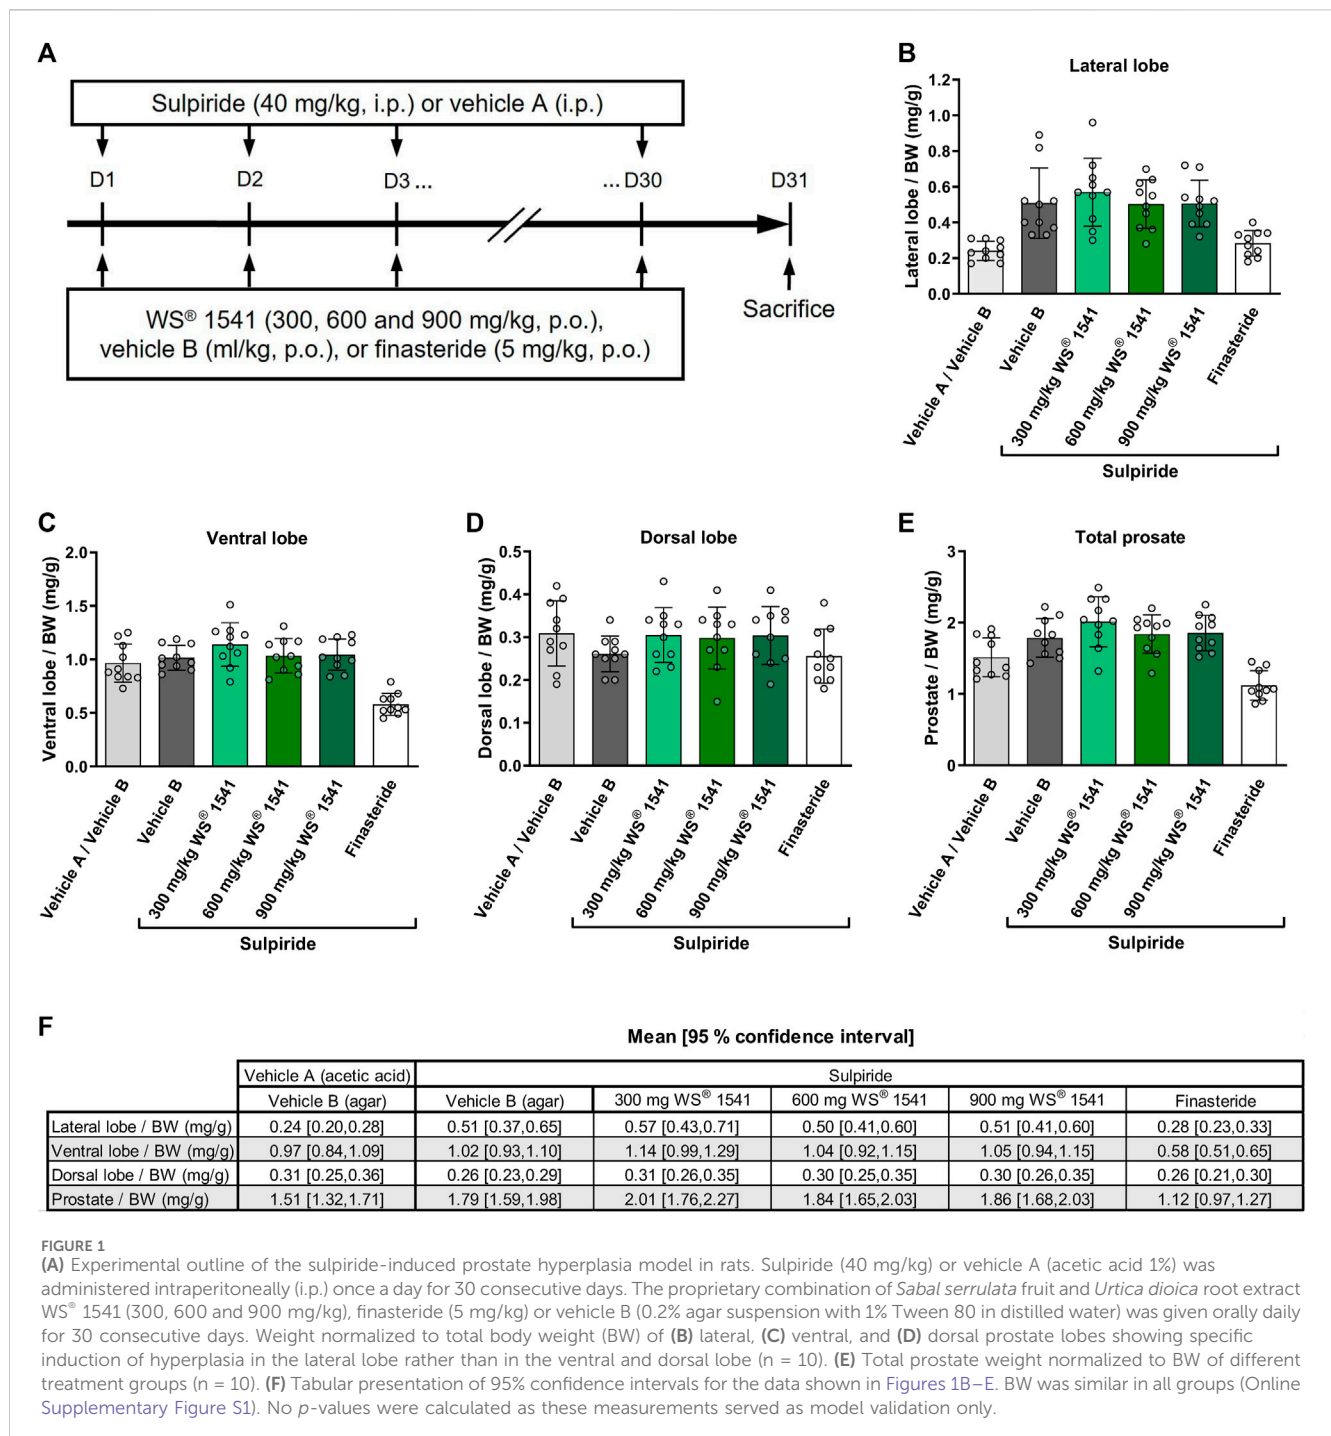 A
Sulpiride (40 mg/kg, i.p.) or vehicle A (i.p.)
D1
D2
D3 ...
... D30
D31
Sacrifice
WS® 1541 (300, 600 and 900 mg/kg, p.o.),
vehicle B (ml/kg, p.o.), or finasteride (5 mg/kg, p.o.)
B
Lateral lobe
Lateral lobe / BW (mg/g)
1.2
1.0
0.8
0.6
0.4
0.2
0.0
Vehicle A / Vehicle B
Vehicle B
300 mg/kg WS® 1541
600 mg/kg WS® 1541
900 mg/kg WS® 1541
Finasteride
Sulpiride
C
Ventral lobe
Ventral lobe / BW (mg/g)
2.0
1.5
1.0
0.5
0.0
Vehicle A / Vehicle B
Vehicle B
300 mg/kg WS® 1541
600 mg/kg WS® 1541
900 mg/kg WS® 1541
Finasteride
Sulpiride
D
Dorsal lobe
Dorsal lobe / BW (mg/g)
0.5
0.4
0.3
0.2
0.1
0.0
Vehicle A / Vehicle B
Vehicle B
300 mg/kg WS® 1541
600 mg/kg WS® 1541
900 mg/kg WS® 1541
Finasteride
Sulpiride
E
Total prosate
Prostate / BW (mg/g)
3
2
1
0
Vehicle A / Vehicle B
Vehicle B
300 mg/kg WS® 1541
600 mg/kg WS® 1541
900 mg/kg WS® 1541
Finasteride
Sulpiride
F
Mean [95 % confidence interval]
Vehicle A (acetic acid) Sulpiride
Vehicle B (agar) Vehicle B (agar) 300 mg WS® 1541 600 mg WS® 1541 900 mg WS® 1541 Finasteride
Lateral lobe / BW (mg/g) 0.24 [0.20,0.28] 0.51 [0.37,0.65] 0.57 [0.43,0.71] 0.50 [0.41,0.60] 0.51 [0.41,0.60] 0.28 [0.23,0.33]
Ventral lobe / BW (mg/g) 0.97 [0.84,1.09] 1.02 [0.93,1.10] 1.14 [0.99,1.29] 1.04 [0.92,1.15] 1.05 [0.94,1.15] 0.58 [0.51,0.65]
Dorsal lobe / BW (mg/g) 0.31 [0.25,0.36] 0.26 [0.23,0.29] 0.31 [0.26,0.35] 0.30 [0.25,0.35] 0.30 [0.26,0.35] 0.26 [0.21,0.30]
Prostate / BW (mg/g) 1.51 [1.32,1.71] 1.79 [1.59,1.98] 2.01 [1.76,2.27] 1.84 [1.65,2.03] 1.86 [1.68,2.03] 1.12 [0.97,1.27]
FIGURE 1
(A) Experimental outline of the sulpiride-induced prostate hyperplasia model in rats. Sulpiride (40 mg/kg) or vehicle A (acetic acid 1%) was
administered intraperitoneally (i.p.) once a day for 30 consecutive days. The proprietary combination of Sabal serrulata fruit and Urtica dioica root extract
WS® 1541 (300, 600 and 900 mg/kg), finasteride (5 mg/kg) or vehicle B (0.2% agar suspension with 1% Tween 80 in distilled water) was given orally daily
for 30 consecutive days. Weight normalized to total body weight (BW) of (B) lateral, (C) ventral, and (D) dorsal prostate lobes showing specific
induction of hyperplasia in the lateral lobe rather than in the ventral and dorsal lobe (n = 10). (E) Total prostate weight normalized to BW of different
treatment groups (n = 10). (F) Tabular presentation of 95% confidence intervals for the data shown in Figures 1B–E. BW was similar in all groups (Online
Supplementary Figure S1). No p-values were calculated as these measurements served as model validation only.